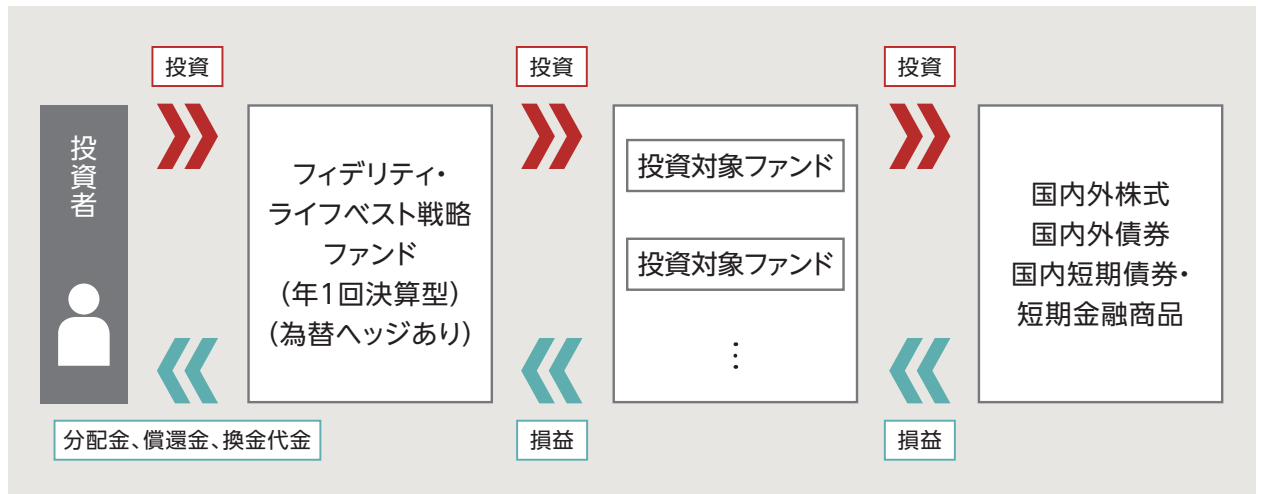 投資
投資
投資
投資者
フィデリティ・
ライフベスト戦略
ファンド
(年1回決算型)
(為替ヘッジあり)
投資対象ファンド
投資対象ファンド
⋮
国内外株式
国内外債券
国内短期債券・
短期金融商品
分配金、償還金、換金代金
損益
損益